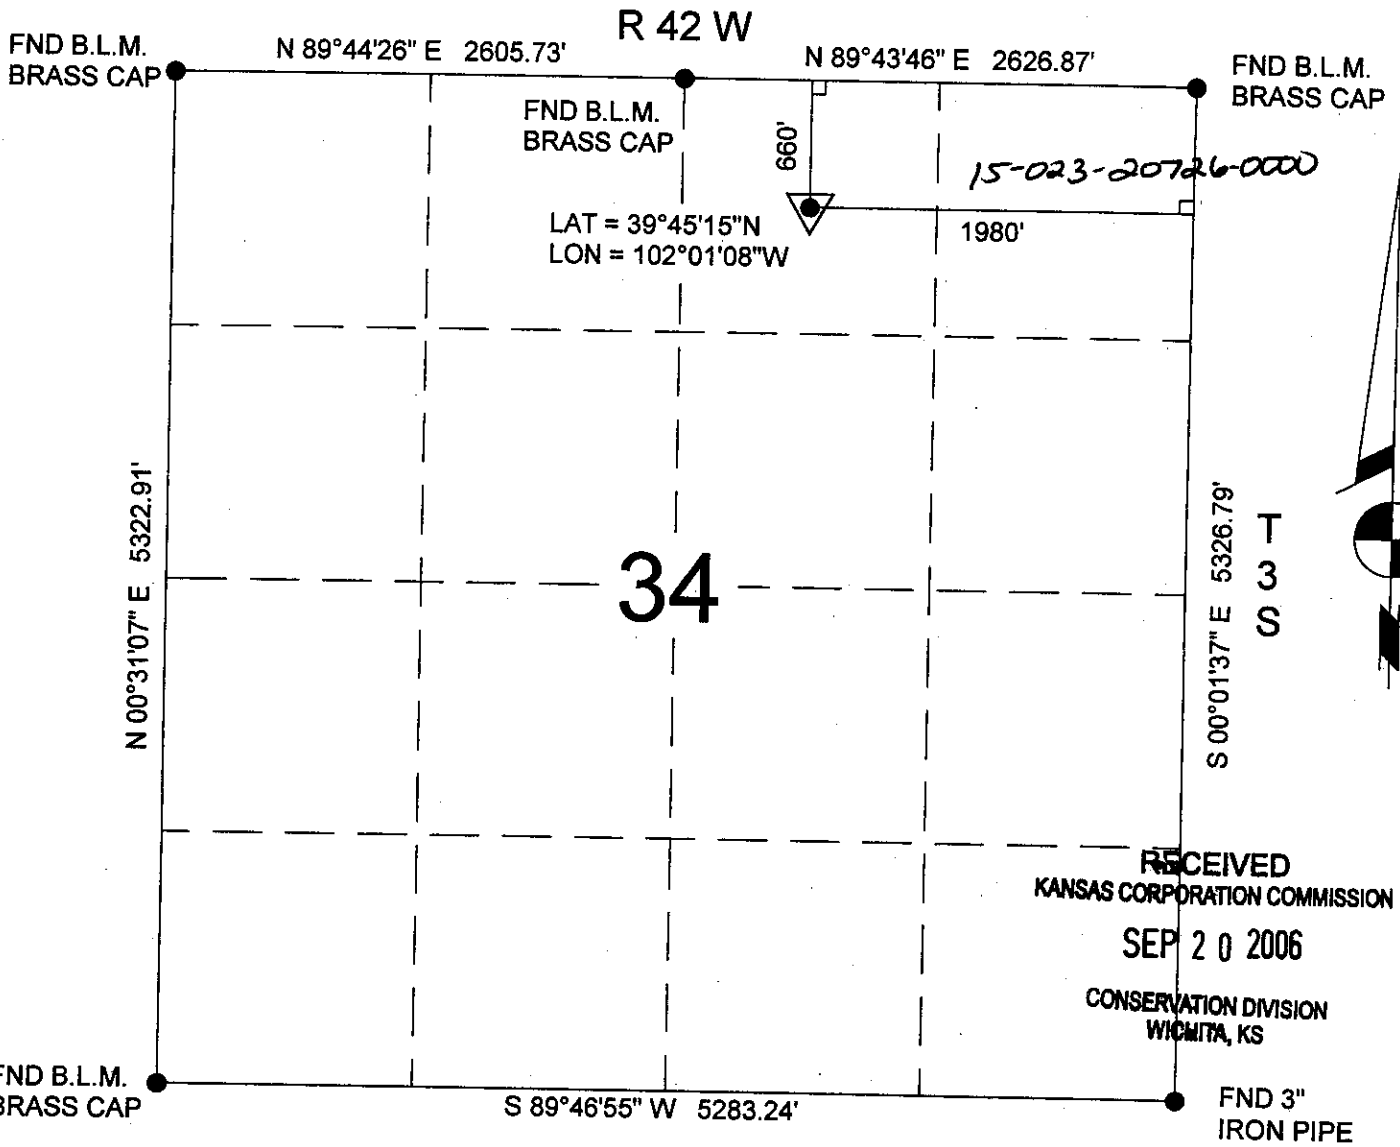 R 42 W
FND B.L.M.
BRASS CAP
N 89°44'26" E 2605.73'
N 89°43'46" E 2626.87'
FND B.L.M.
BRASS CAP
FND B.L.M.
BRASS CAP
660'
15-023-20726-0000
LAT = 39°45'15"N
LON = 102°01'08"W
1980'
N 00°31'07" E 5322.91'
34
S 00°01'37" E 5326.79'
T
3
S
RECEIVED
KANSAS CORPORATION COMMISSION
SEP 20 2006
CONSERVATION DIVISION
WICHITA, KS
FND B.L.M.
BRASS CAP
S 89°46'55" W 5283.24'
FND 3"
IRON PIPE